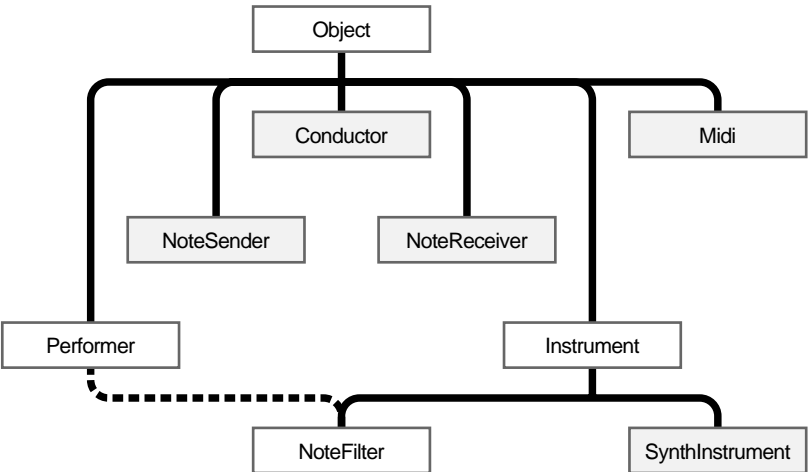 Object
Conductor
Midi
NoteSender
NoteReceiver
Performer
Instrument
NoteFilter
SynthInstrument